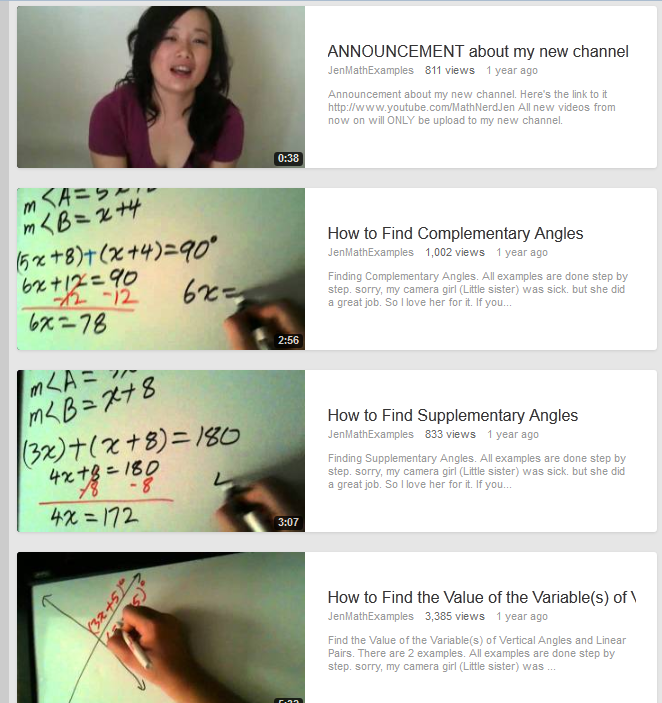 ANNOUNCEMENT about my new channel
JenMathExamples 811 views 1 year ago
Announcement about my new channel. Here's the link to it
http://www.youtube.com/MathNerdJen All new videos from
now on will ONLY be upload to my new channel.
0:38
m<A=5x+
m<B=x+4
(5x+8)+(x+4)=90°
6x+12=90
-12 -12
6x=78
6x=
2:56
How to Find Complementary Angles
JenMathExamples 1,002 views 1 year ago
Finding Complementary Angles. All examples are done step by
step. sorry, my camera girl (Little sister) was sick. but she did
a great job. So I love her for it. If you...
m<A=
m<B=x+8
(3x)+(x+8)=180
4x+8=180
-8 -8
4x=172
3:07
How to Find Supplementary Angles
JenMathExamples 833 views 1 year ago
Finding Supplementary Angles. All examples are done step by
step. sorry, my camera girl (Little sister) was sick. but she did
a great job. So I love her for it. If you...
(3x+5)°
How to Find the Value of the Variable(s) of
JenMathExamples 3,385 views 1 year ago
Find the Value of the Variable(s) of Vertical Angles and Linear
Pairs. There are 2 examples. All examples are done step by
step. sorry, my camera girl (Little sister) was ...